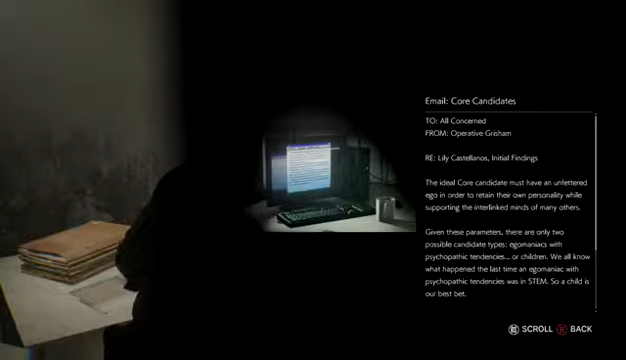 Email: Core Candidates
TO: All Concerned
FROM: Operative Grisham
RE: Lily Castellanos, Initial Findings
The ideal Core candidate must have an unfettered
ego in order to retain their own personality while
supporting the interlinked minds of many others.
Given these parameters, there are only two
possible candidate types: egomaniacs with
psychopathic tendencies... or children. We all know
what happened the last time an egomaniac with
psychopathic tendencies was in STEM. So a child is
our best bet.
SCROLL BACK